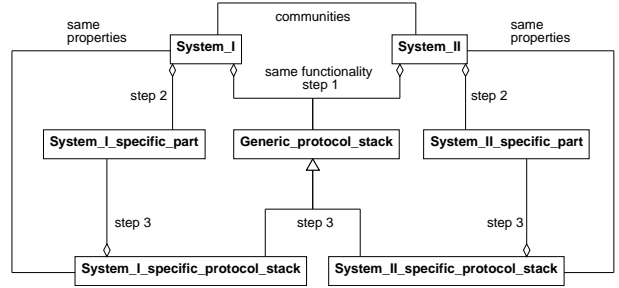 communities
same
properties
same
properties
System_I
System_II
same functionality
step 1
step 2
step 2
System_I_specific_part
Generic_protocol_stack
System_II_specific_part
step 3
step 3
step 3
System_I_specific_protocol_stack
System_II_specific_protocol_stack